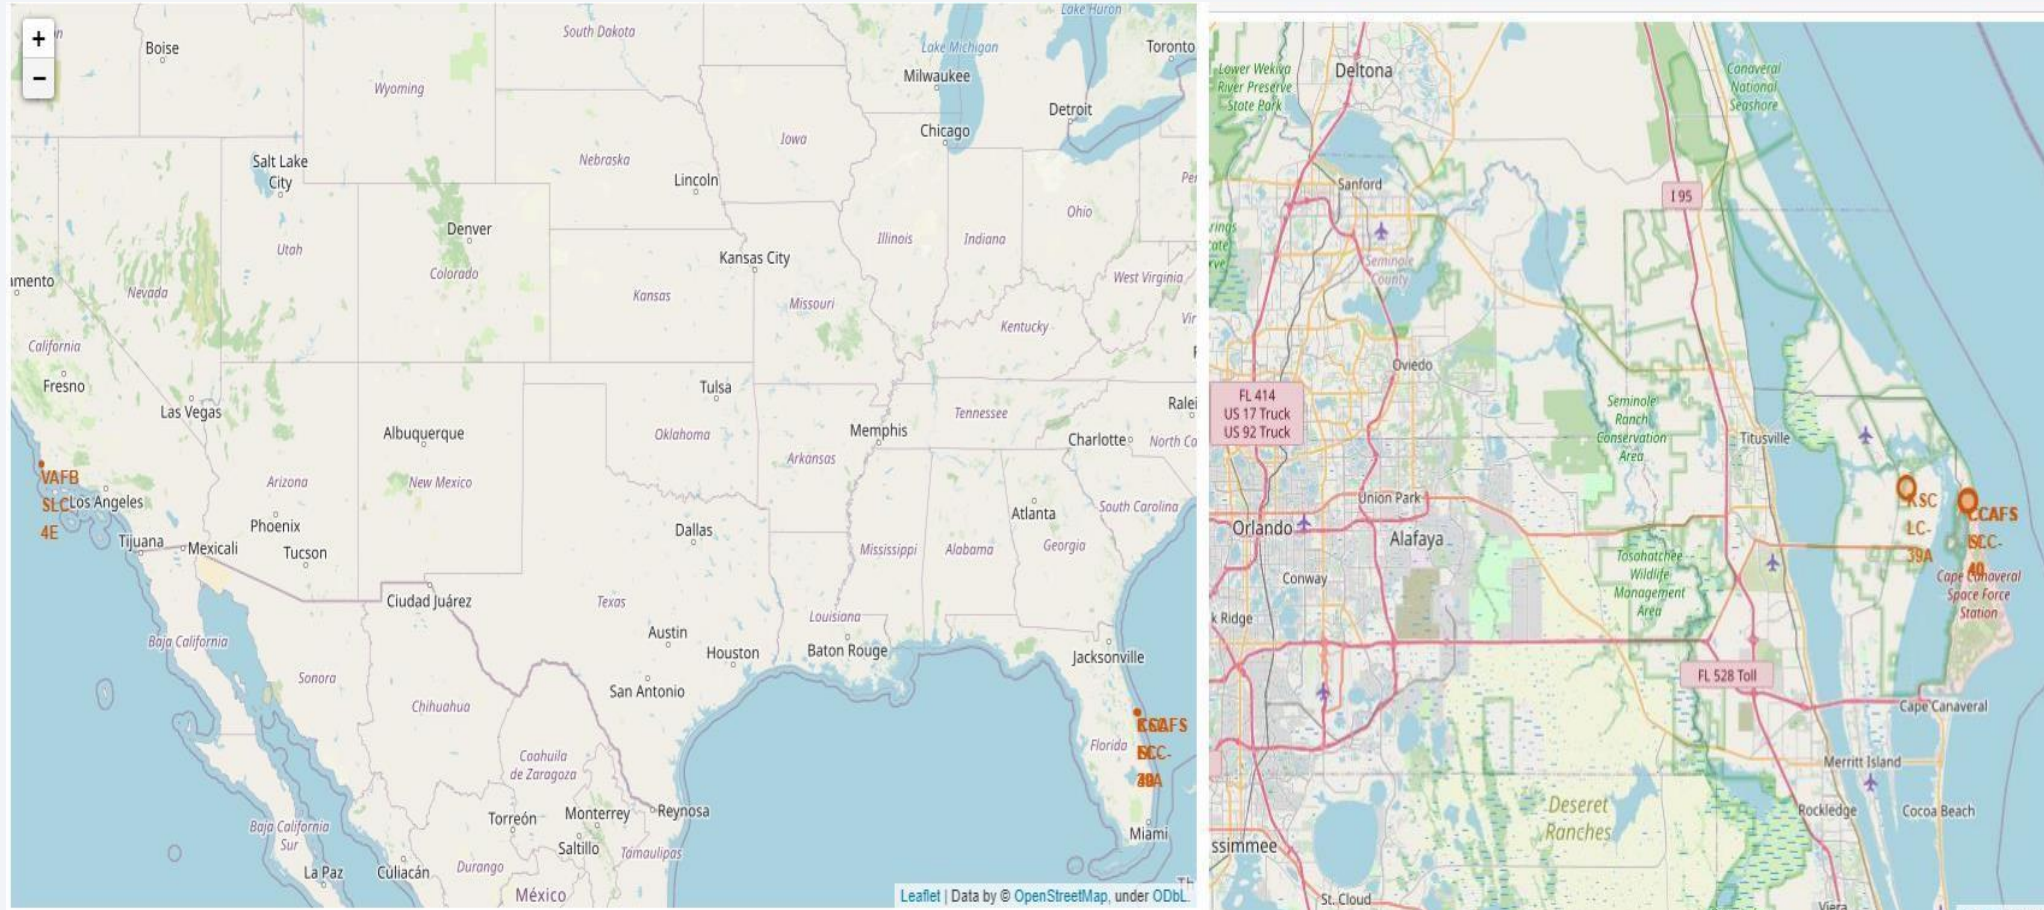 +
−
Boise
South Dakota
Lake Huron
Toronto
Lake Michigan
Milwaukee
Wyoming
Detroit
Chicago
Iowa
Salt Lake
City
Nebraska
Lincoln
Ohio
Denver
Utah
Illinois
Indiana
Kansas City
Colorado
West Virginia
amento
Nevada
Kansas
Missouri
Kentucky
California
Fresno
Las Vegas
Tulsa
Tennessee
Ralei
Albuquerque
Oklahoma
Memphis
Charlotte
North Ca
Arkansas
VAFB
SLC-
4E
Los Angeles
Arizona
New Mexico
South Carolina
Phoenix
Dallas
Atlanta
Tijuana
Mexicali
Tucson
Mississippi
Alabama
Georgia
Ciudad Juárez
Texas
Louisiana
Baja California
Austin
Houston
Baton Rouge
Jacksonville
Sonora
San Antonio
Chihuahua
Florida
Coahuila
de Zaragoza
Torreón
Monterrey
Reynosa
Miami
Baja California
Sur
Saltillo
Tamaulipas
La Paz
Culiacán
Durango
México
Leaflet | Data by © OpenStreetMap, under ODbL.
Lower Wekiva
River Preserve
State Park
Deltona
Canaveral
National
Seashore
Sanford
I 95
Seminole
County
Oviedo
FL 414
US 17 Truck
US 92 Truck
Seminole
Ranch
Conservation
Area
Titusville
Union Park
KSC
LC-
39A
CCAFS
40
Orlando
Alafaya
Tosohatchee
Wildlife
Management
Area
Conway
Cape Canaveral
Space Force
Station
k Ridge
FL 528 Toll
Cape Canaveral
Merritt Island
Deseret
Ranches
Rockledge
Cocoa Beach
ssimmee
St. Cloud
Viera